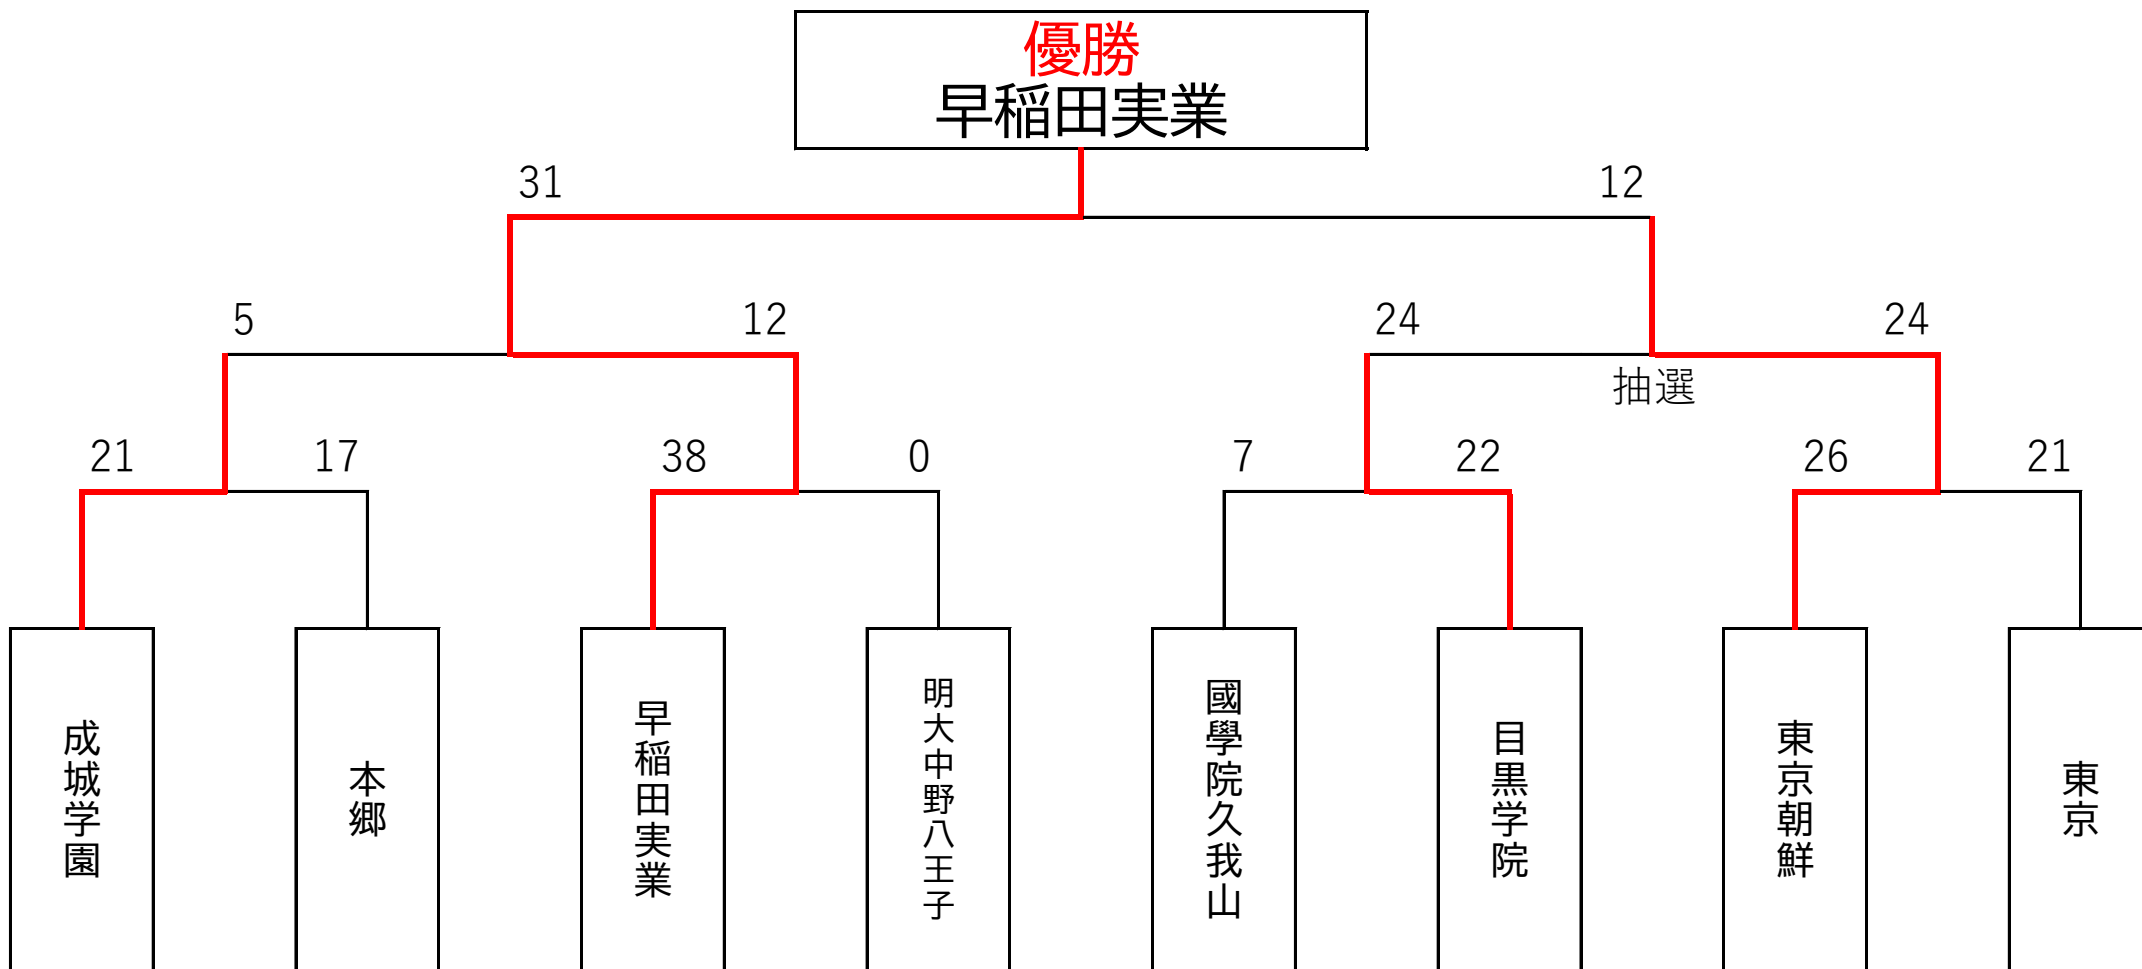 優勝
早稲田実業
31
12
5
12
24
24
抽選
21
17
38
0
7
22
26
21
成城学園
本郷
早稲田実業
明大中野八王子
國學院久我山
目黒学院
東京朝鮮
東京